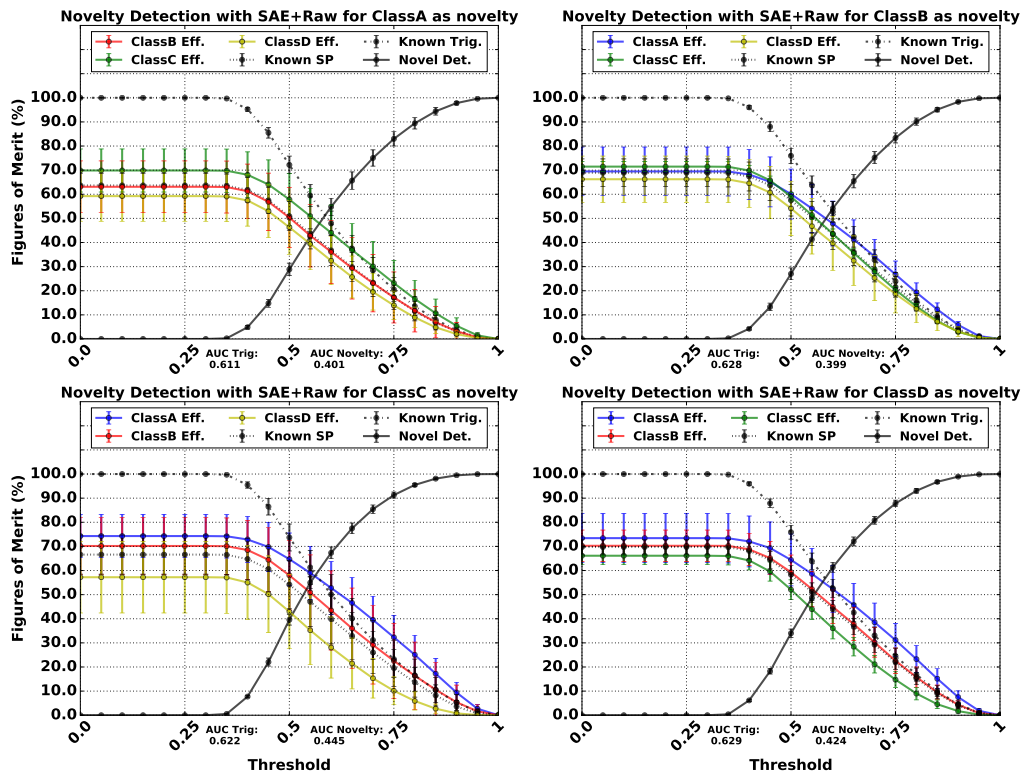 Novelty Detection with SAE+Raw for ClassA as novelty
ClassB Eff. ClassD Eff. Known Trig.
ClassC Eff. Known SP Novel Det.
Figures of Merit (%)
100.0
90.0
80.0
70.0
60.0
50.0
40.0
30.0
20.0
10.0
0.0
0.0 0.25 0.5 0.75 1
AUC Trig: AUC Novelty:
0.611 0.401
Novelty Detection with SAE+Raw for ClassB as novelty
ClassA Eff. ClassD Eff. Known Trig.
ClassC Eff. Known SP Novel Det.
100.0
90.0
80.0
70.0
60.0
50.0
40.0
30.0
20.0
10.0
0.0
0.0 0.25 0.5 0.75 1
AUC Trig: AUC Novelty:
0.628 0.399
Novelty Detection with SAE+Raw for ClassC as novelty
ClassA Eff. ClassD Eff. Known Trig.
ClassB Eff. Known SP Novel Det.
Figures of Merit (%)
100.0
90.0
80.0
70.0
60.0
50.0
40.0
30.0
20.0
10.0
0.0
0.0 0.25 0.5 0.75 1
AUC Trig: AUC Novelty:
0.622 0.445
Threshold
Novelty Detection with SAE+Raw for ClassD as novelty
ClassA Eff. ClassC Eff. Known Trig.
ClassB Eff. Known SP Novel Det.
100.0
90.0
80.0
70.0
60.0
50.0
40.0
30.0
20.0
10.0
0.0
0.0 0.25 0.5 0.75 1
AUC Trig: AUC Novelty:
0.629 0.424
Threshold